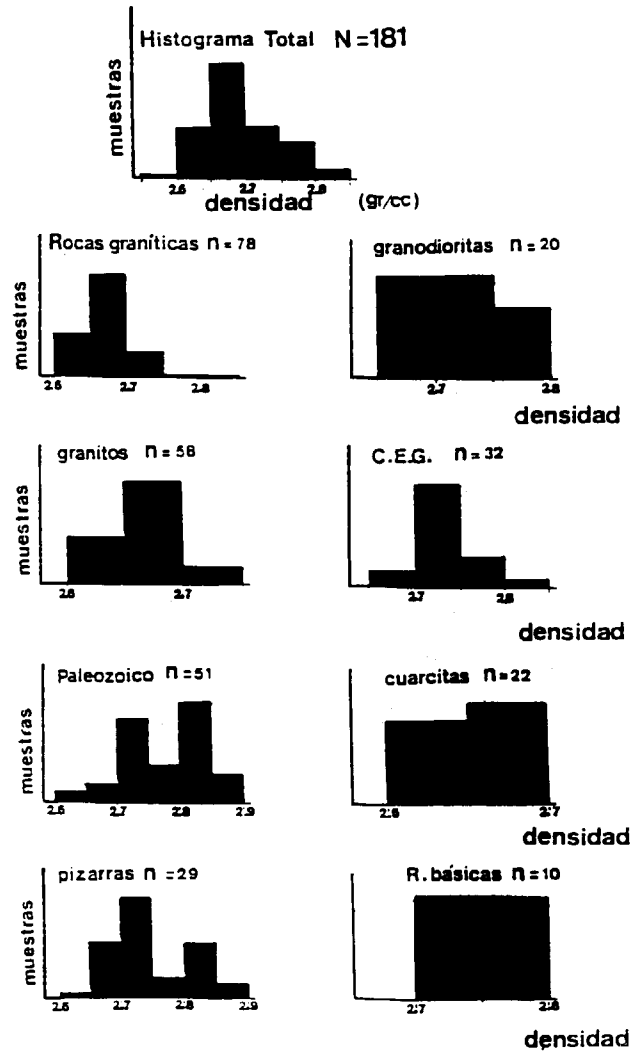 Histograma Total N=181
muestras
2.6 2.7 2.8
densidad (gr/cc)
Rocas graníticas n=78
muestras
2.6 2.7 2.8
granodioritas n=20
2.7 2.8
densidad
granitos n=58
muestras
2.6 2.7
C.E.G. n=32
2.7 2.8
densidad
Paleozoico n=51
muestras
2.6 2.7 2.8 2.9
cuarcitas n=22
2.6 2.7
densidad
pizarras n=29
muestras
2.6 2.7 2.8 2.9
R.básicas n=10
2.7 2.8
densidad